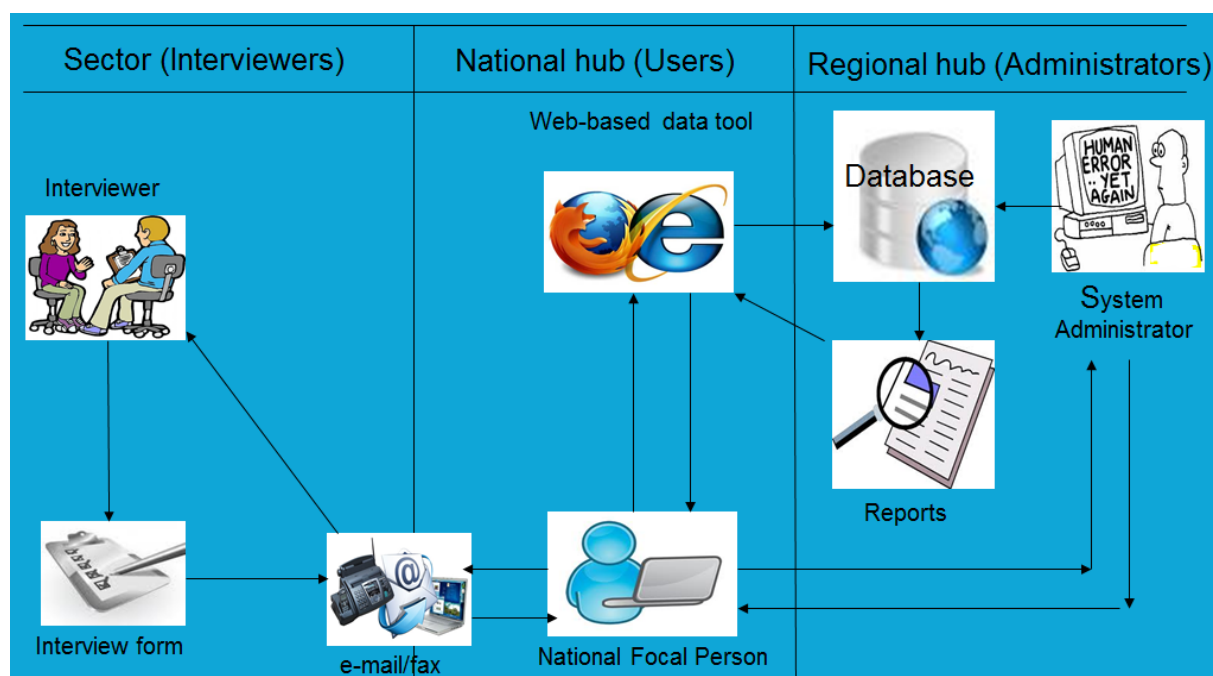 Sector (Interviewers)
National hub (Users)
Regional hub (Administrators)
Web-based data tool
Interviewer
Database
HUMAN
ERROR
.. YET
AGAIN
System
Administrator
Reports
Interview form
@
e-mail/fax
National Focal Person